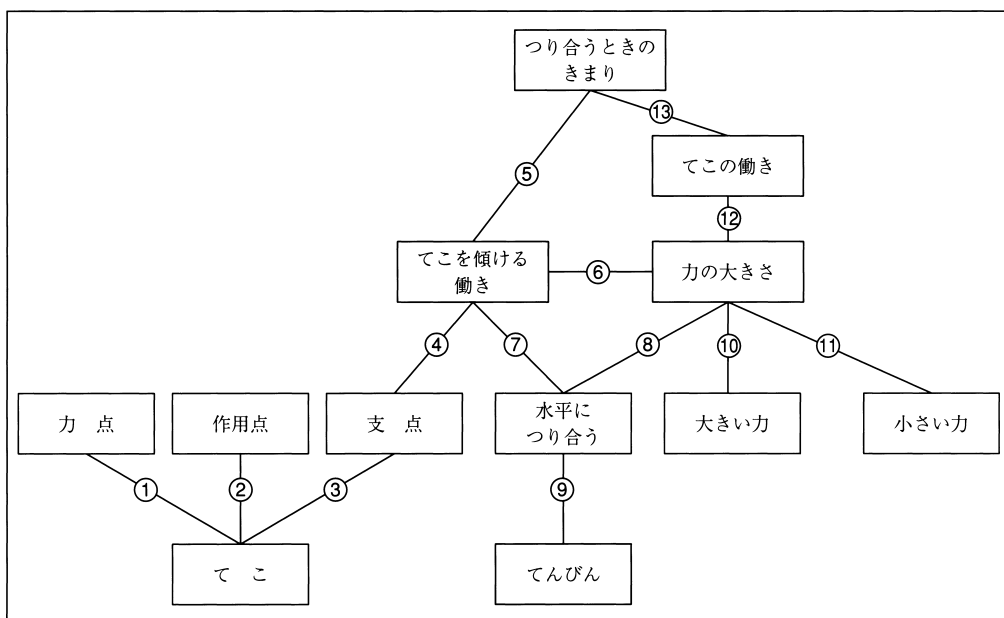 つり合うときの
きまり
⑬
てこの働き
⑤
⑫
てこを傾ける
働き
⑥
力の大きさ
④
⑦
⑧
⑩
⑪
力　点
作用点
支　点
水平に
つり合う
大きい力
小さい力
①
②
③
⑨
て　こ
てんびん